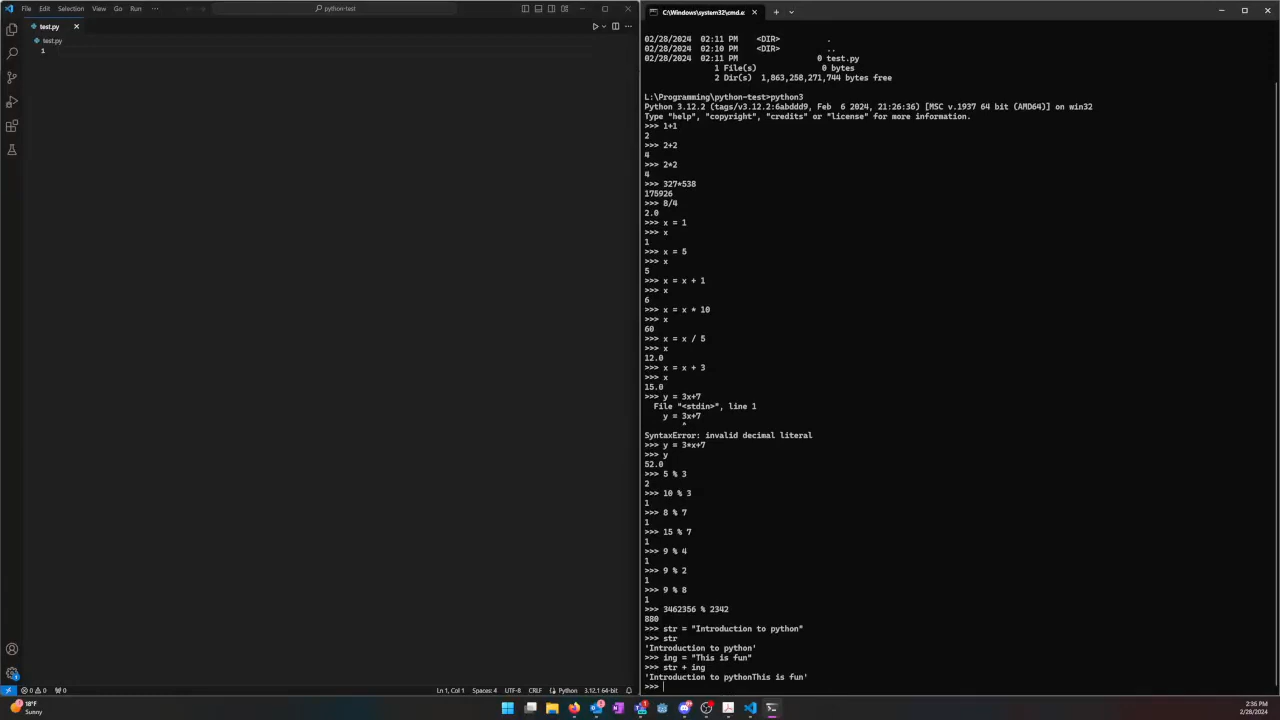 File Edit Selection View Go Run ··· python-test
test.py
test.py
1
Ln 1, Col 1 Spaces: 4 UTF-8 CRLF Python 3.12.1 64-bit
0 0 0
C:\Windows\system32\cmd.e
02/28/2024 02:11 PM <DIR> .
02/28/2024 02:10 PM <DIR> ..
02/28/2024 02:11 PM 0 test.py
1 File(s) 0 bytes
2 Dir(s) 1,863,258,271,744 bytes free
L:\Programming\python-test>python3
Python 3.12.2 (tags/v3.12.2:6abddd9, Feb 6 2024, 21:26:36) [MSC v.1937 64 bit (AMD64)] on win32
Type "help", "copyright", "credits" or "license" for more information.
>>> 1+1
2
>>> 2+2
4
>>> 2*2
4
>>> 327*538
175926
>>> 8/4
2.0
>>> x = 1
>>> x
1
>>> x = 5
>>> x
5
>>> x = x + 1
>>> x
6
>>> x = x * 10
>>> x
60
>>> x = x / 5
>>> x
12.0
>>> x = x + 3
>>> x
15.0
>>> y = 3x+7
File "<stdin>", line 1
y = 3x+7
^
SyntaxError: invalid decimal literal
>>> y = 3*x+7
>>> y
52.0
>>> 5 % 3
2
>>> 10 % 3
1
>>> 8 % 7
1
>>> 15 % 7
1
>>> 9 % 4
1
>>> 9 % 2
1
>>> 9 % 8
1
>>> 3462356 % 2342
880
>>> str = "Introduction to python"
>>> str
'Introduction to python'
>>> ing = "This is fun"
>>> str + ing
'Introduction to pythonThis is fun'
>>>
18°F
Sunny
2:36 PM
2/28/2024